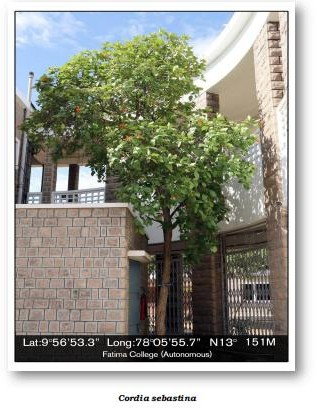 Lat:9°56'53.3" Long:78°05'55.7" N13° 151M
Fatima College (Autonomous)
Cordia sebastina